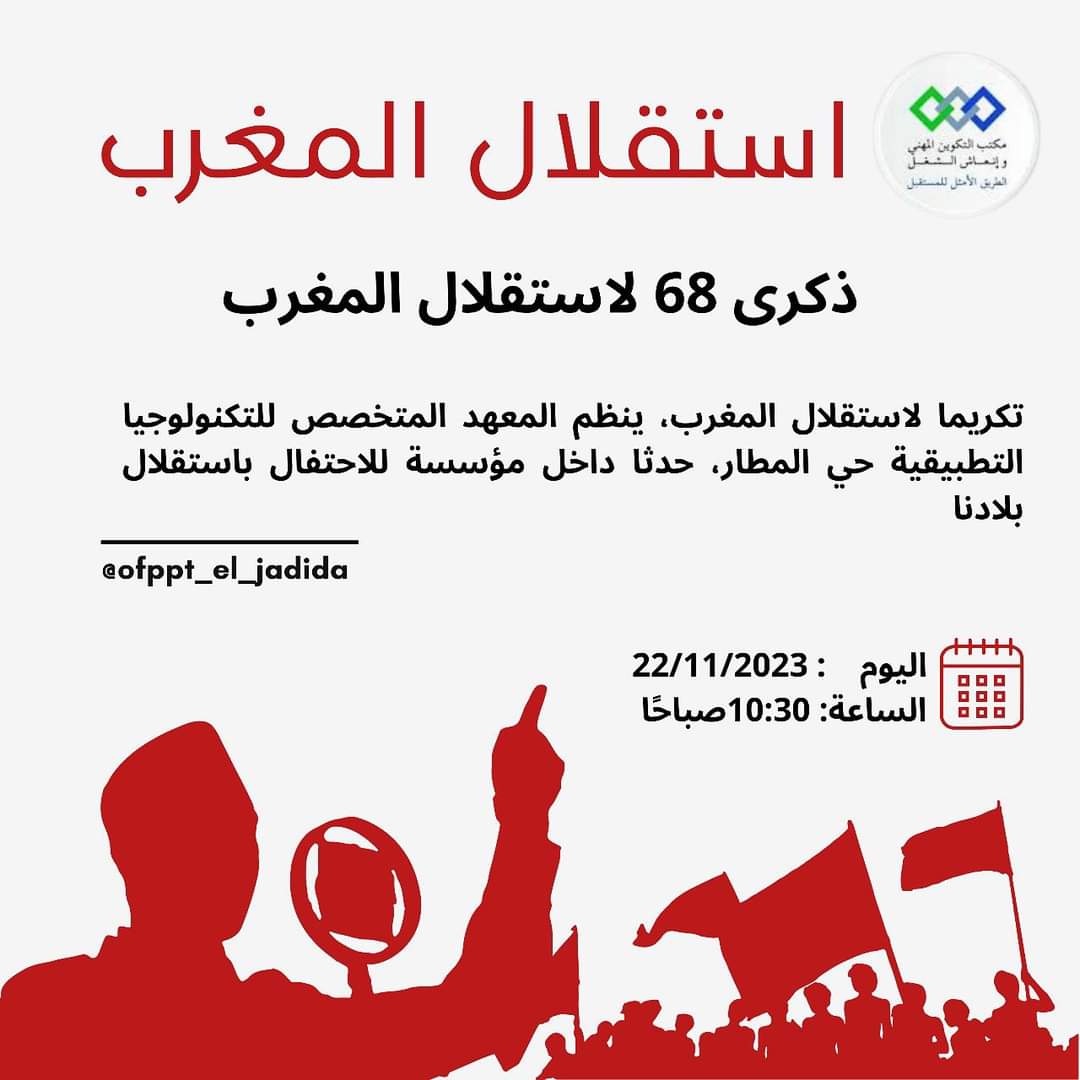 استقلال المغرب
مكتب التكوين المهني
وإنعاش الشغل
الطريق الأمثل للمستقبل
ذكرى 68 لاستقلال المغرب
تكريما لاستقلال المغرب، ينظم المعهد المتخصص للتكنولوجيا
التطبيقية حي المطار، حدثا داخل مؤسسة للاحتفال باستقلال
بلادنا
@ofppt_el_jadida
اليوم : 22/11/2023
الساعة: 10:30صباحًا